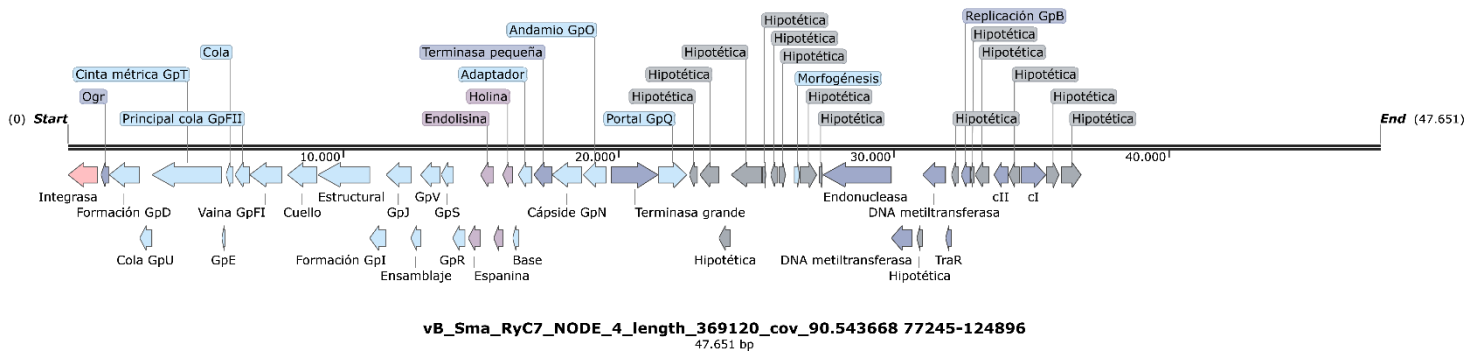 Hipotética
Replicación GpB
Cola
Andamio GpO
Hipotética
Hipotética
Terminasa pequeña
Hipotética
Hipotética
Hipotética
Cinta métrica GpT
Adaptador
Hipotética
Morfogénesis
Hipotética
Ogr
Holina
Hipotética
Hipotética
Hipotética
(0) Start
Principal cola GpFII
Endolisina
Portal GpQ
Hipotética
Hipotética
Hipotética
End (47.651)
10.000
20.000
30.000
40.000
Integrasa
Estructural
Endonucleasa
Formación GpD
Vaina GpFI
Cuello
GpJ
GpV
GpS
Cápside GpN
Terminasa grande
DNA metiltransferasa
cII
cI
Cola GpU
GpE
Formación GpI
GpR
Base
Hipotética
DNA metiltransferasa
TraR
Ensamblaje
Espanina
Hipotética
vB_Sma_RyC7_NODE_4_length_369120_cov_90.543668 77245-124896
47.651 bp